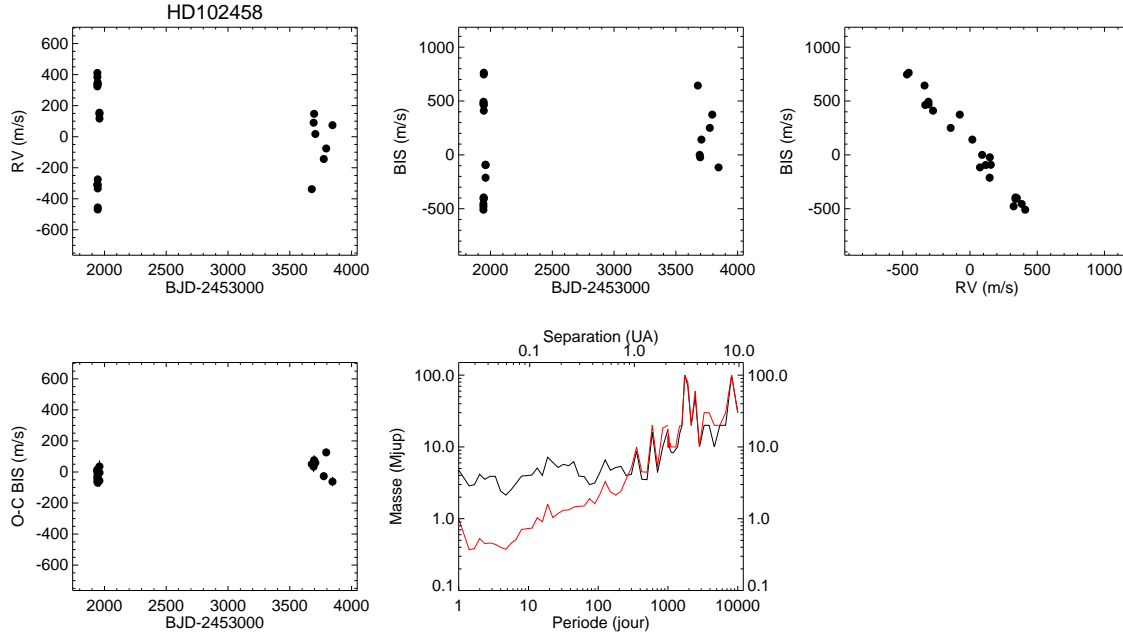 HD102458
600
400
200
0
-200
-400
-600
RV (m/s)
2000 2500 3000 3500 4000
BJD-2453000
1000
500
0
-500
BIS (m/s)
2000 2500 3000 3500 4000
BJD-2453000
1000
500
0
-500
BIS (m/s)
-500 0 500 1000
RV (m/s)
600
400
200
0
-200
-400
-600
O-C BIS (m/s)
2000 2500 3000 3500 4000
BJD-2453000
Separation (UA)
0.1 1.0 10.0
100.0 100.0
10.0 10.0
1.0 1.0
0.1 0.1
Masse (Mjup)
1 10 100 1000 10000
Periode (jour)